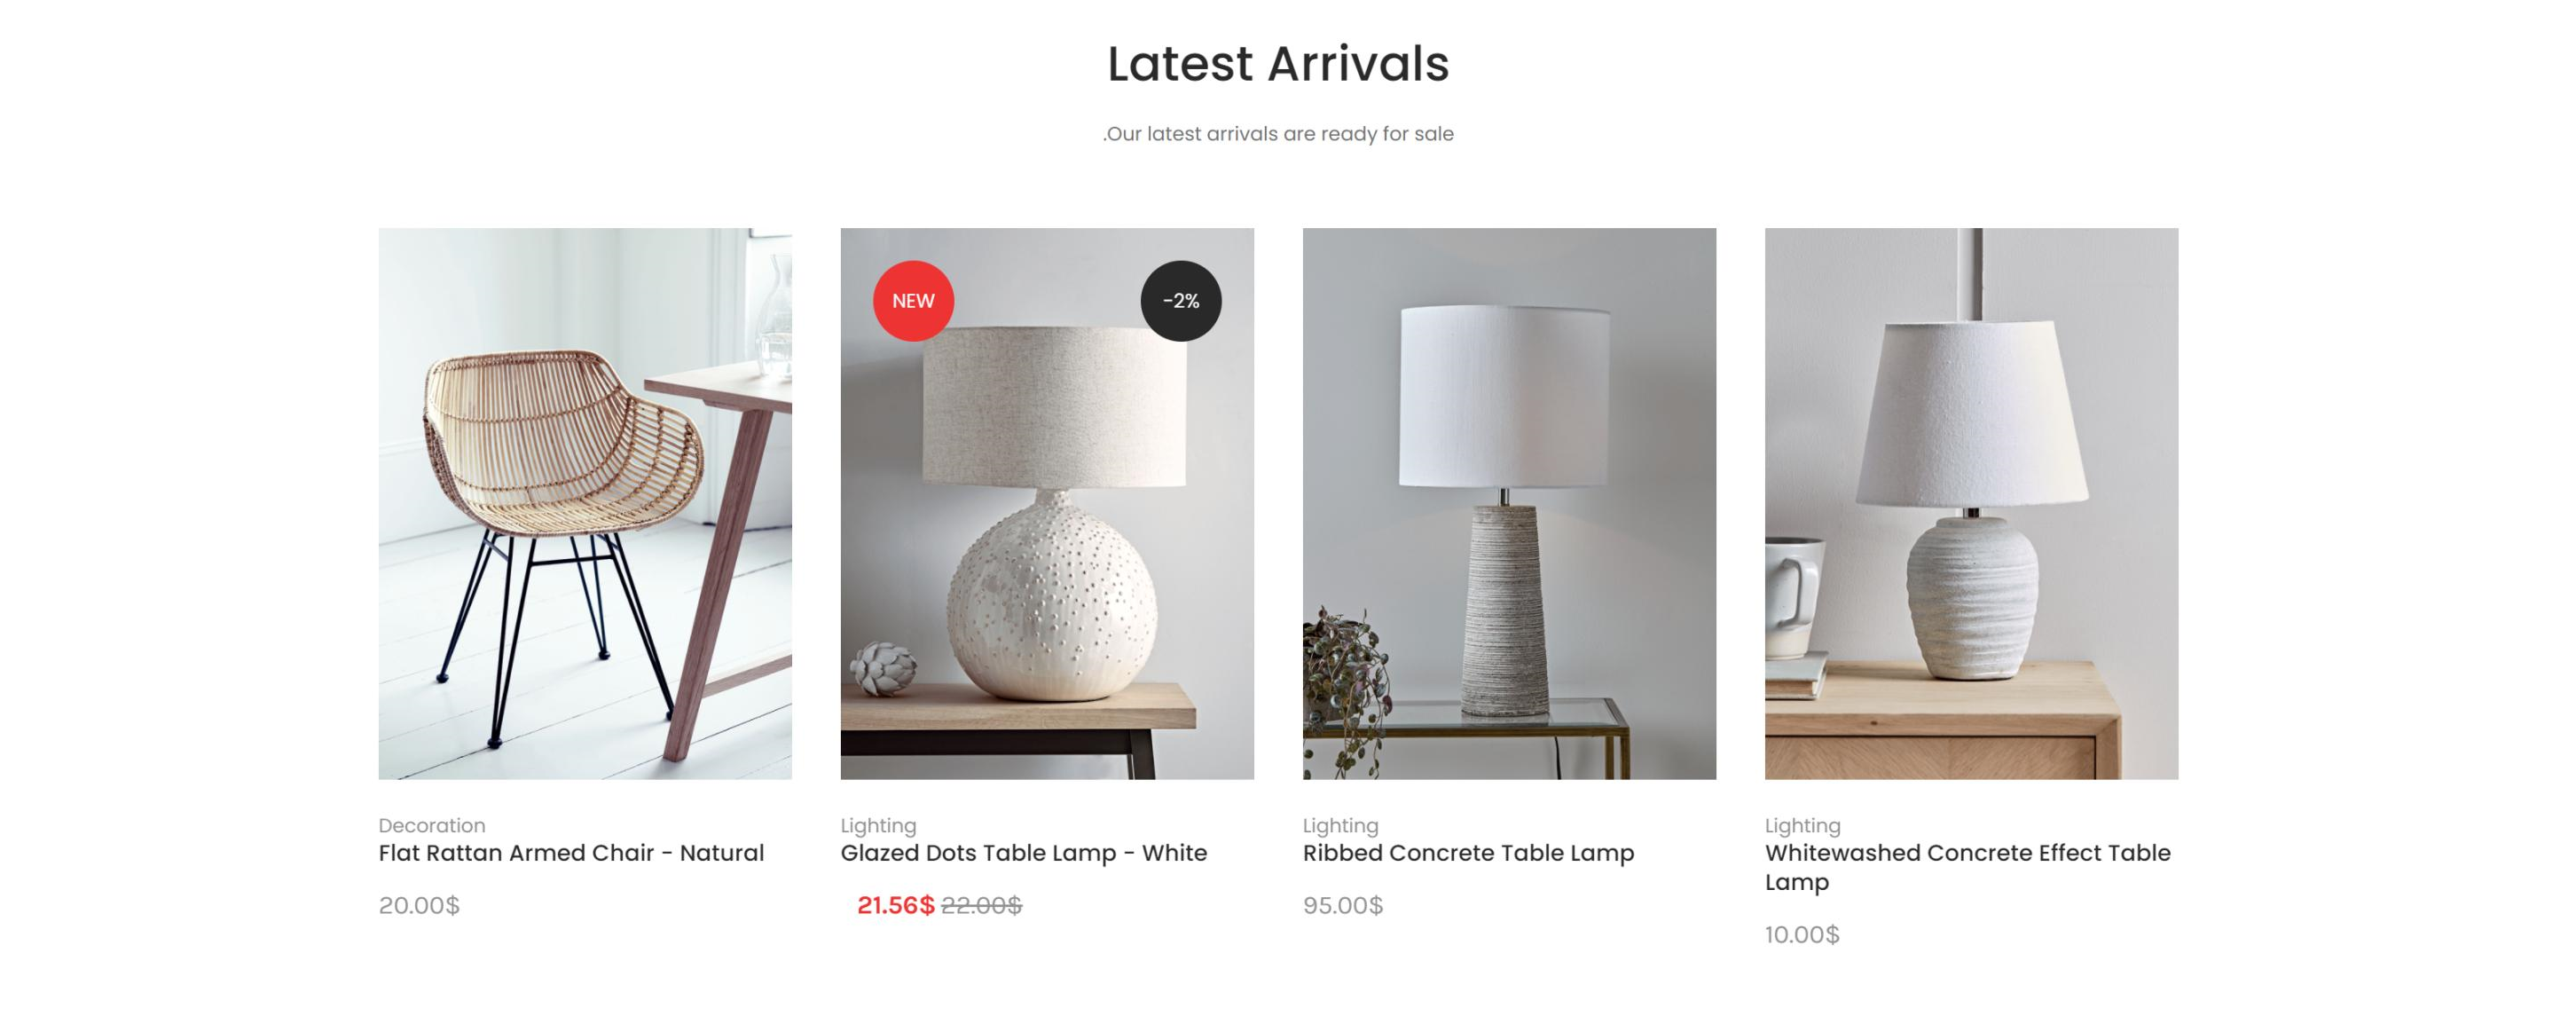 Latest Arrivals
.Our latest arrivals are ready for sale
NEW
-2%
Decoration
Flat Rattan Armed Chair - Natural
20.00$
Lighting
Glazed Dots Table Lamp - White
21.56$ 22.00$
Lighting
Ribbed Concrete Table Lamp
95.00$
Lighting
Whitewashed Concrete Effect Table
Lamp
10.00$